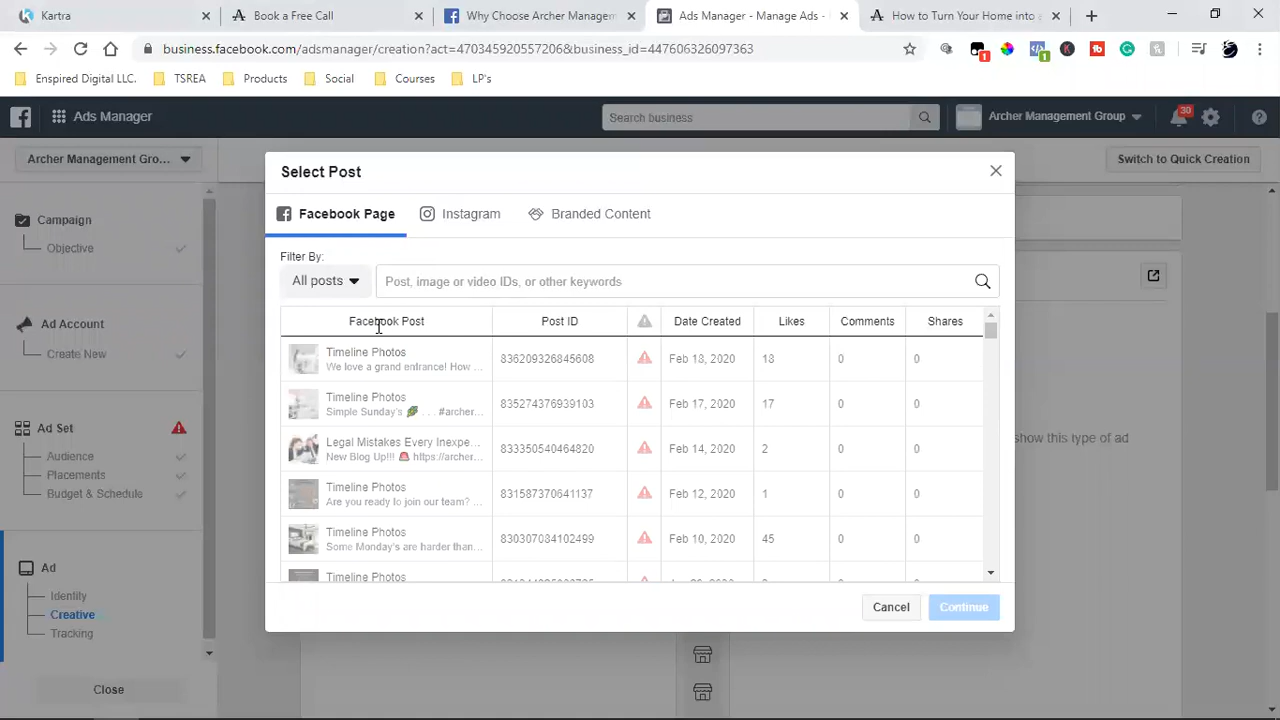 Kartra
Book a Free Call
Why Choose Archer Managem
Ads Manager - Manage Ads -
How to Turn Your Home into a
business.facebook.com/adsmanager/creation?act=470345920557206&business_id=447606326097363
Enspired Digital LLC.
TSREA
Products
Social
Courses
LP's
Ads Manager
Search business
Archer Management Group
30
Archer Management Gro...
Switch to Quick Creation
Campaign
Objective
Ad Account
Create New
Ad Set
Audience
Placements
Budget & Schedule
Ad
Identity
Creative
Tracking
Close
Select Post
Facebook Page
Instagram
Branded Content
Filter By:
All posts
Post, image or video IDs, or other keywords
Facebook Post Post ID Date Created Likes Comments Shares
Timeline Photos
We love a grand entrance! How ...
836209326845608 Feb 18, 2020 18 0 0
Timeline Photos
Simple Sunday's . . . #archer...
835274376939103 Feb 17, 2020 17 0 0
Legal Mistakes Every Inexpe...
New Blog Up!!! https://archer...
833350540464820 Feb 14, 2020 2 0 0
Timeline Photos
Are you ready to join our team? ...
831587370641137 Feb 12, 2020 1 0 0
Timeline Photos
Some Monday's are harder than...
830307084102499 Feb 10, 2020 45 0 0
Timeline Photos
show this type of ad
Cancel
Continue